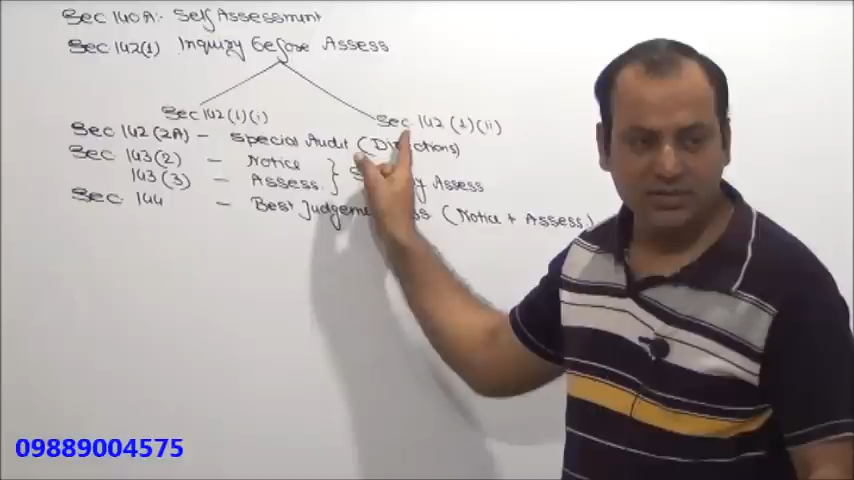 Sec 140A:- Self Assessment
Sec 142(1) Inquiry before Assess
Sec 142(1)(i)
Sec 142 (1)(ii)
Sec 142(2A) - Special Audit (Directions)
Sec 143(2) - Notice
143(3) - Assess. Assess
Sec. 144 - Best Judgeme (Notice + Assess.)
09889004575